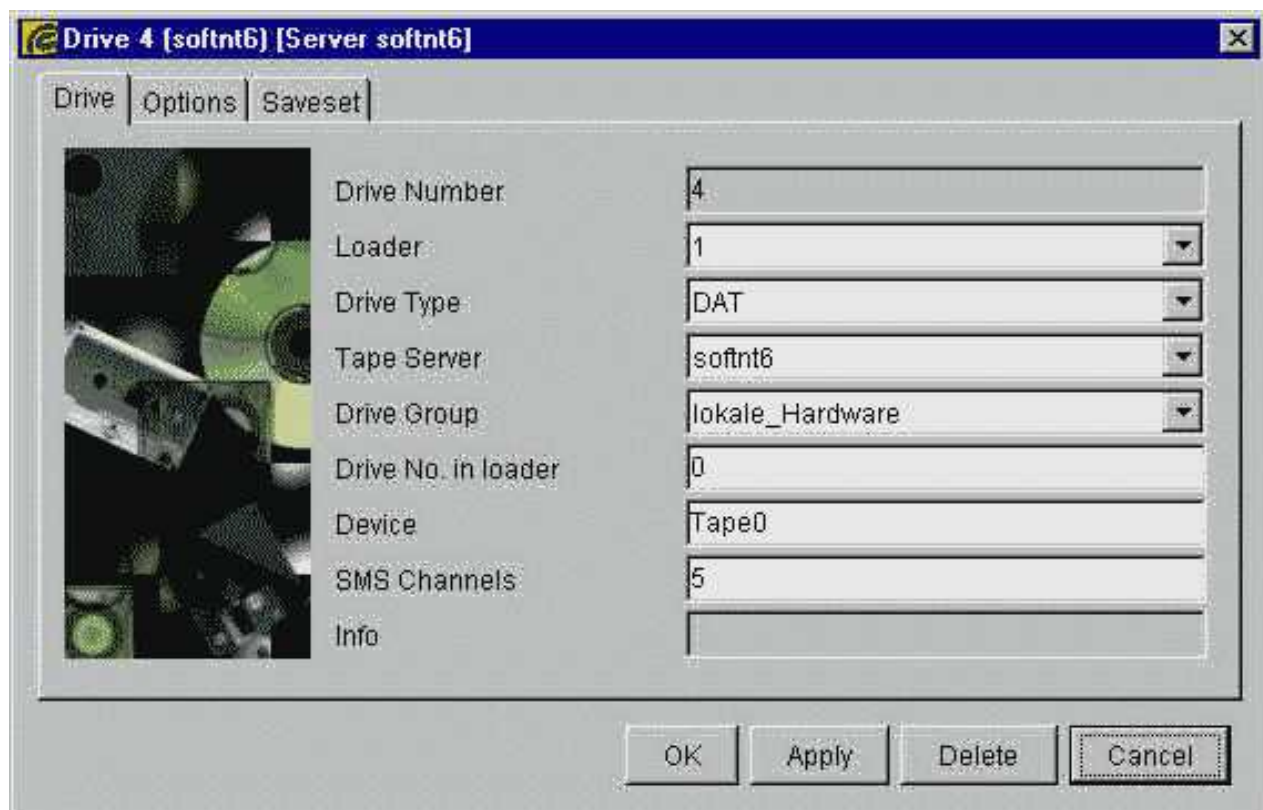 Drive 4 (softnt6) [Server softnt6]
Drive Options Saveset
Drive Number 4
Loader 1
Drive Type DAT
Tape Server softnt6
Drive Group lokale_Hardware
Drive No. in loader 0
Device Tape0
SMS Channels 5
Info
OK Apply Delete Cancel